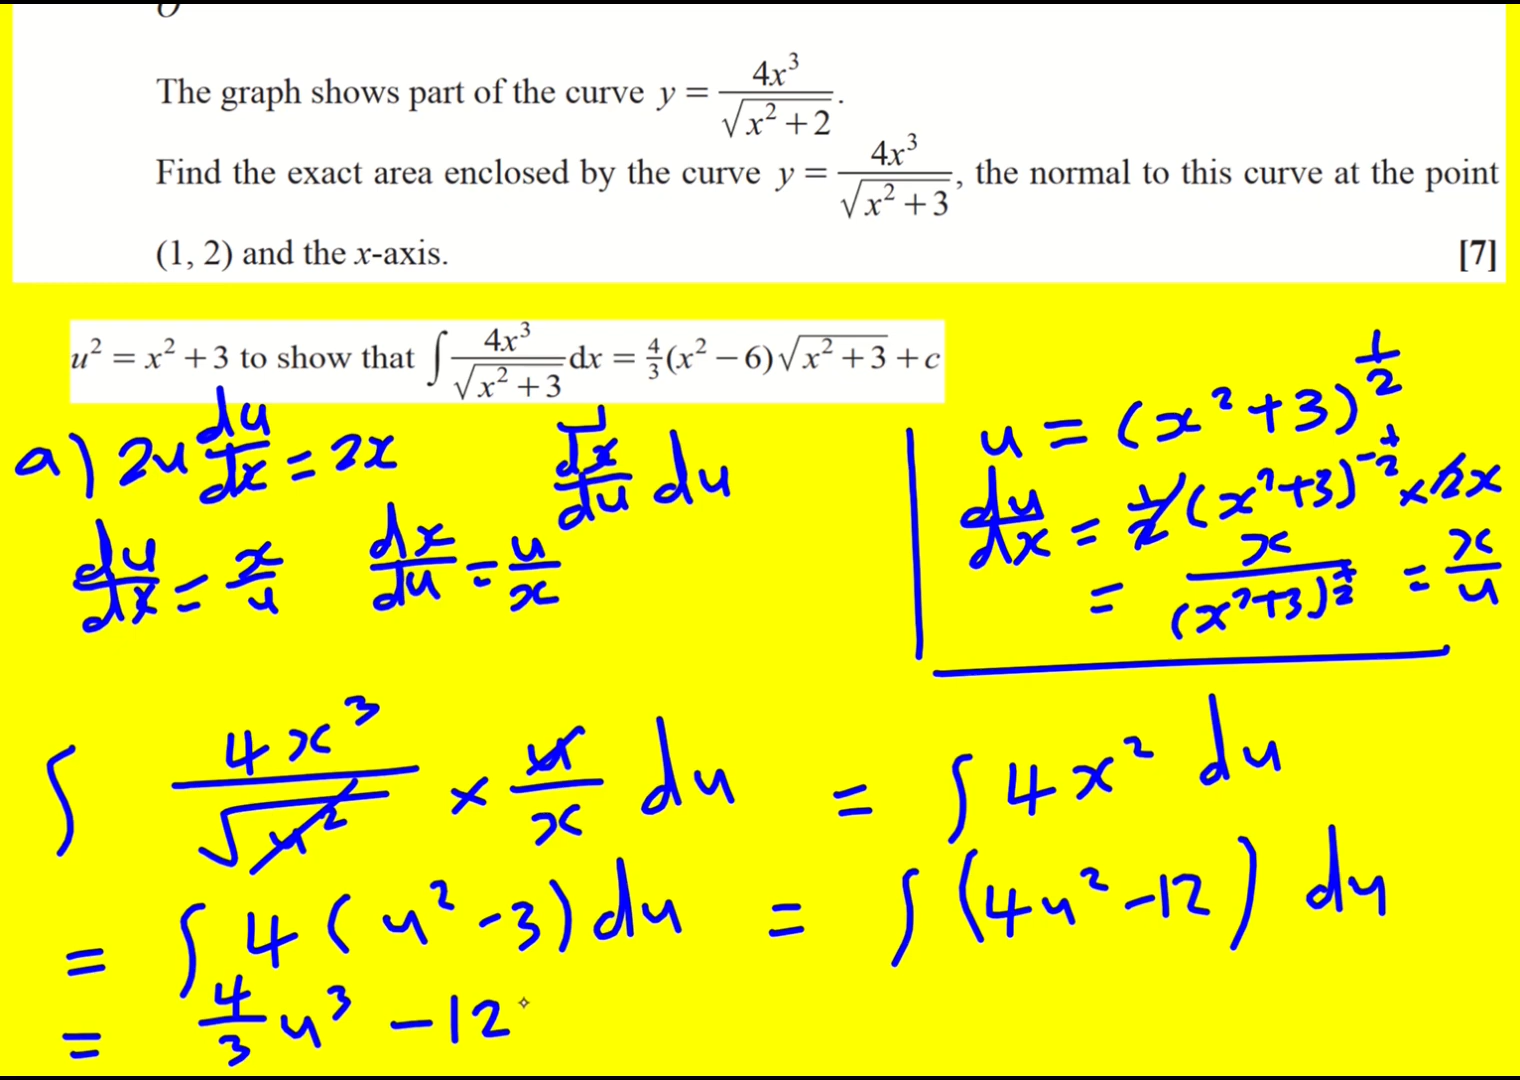 The graph shows part of the curve y = 4x³/√(x² + 2).
Find the exact area enclosed by the curve y = 4x³/√(x² + 3), the normal to this curve at the point
(1, 2) and the x-axis. [7]
u² = x² + 3 to show that ∫ 4x³/√(x² + 3) dx = 4/3(x² – 6)√(x² + 3) + c
a) 2u du/dx = 2x
dx/du du
du/dx = x/u
dx/du = u/x
u = (x² + 3)^(1/2)
du/dx = 1/2 (x² + 3)^(-1/2) × 2x
= x/(x² + 3)^(1/2) = x/u
∫ 4x³/√(u²) × u/x du = ∫ 4x² du
= ∫ 4(u² - 3) du = ∫ (4u² - 12) du
= 4/3 u³ - 12